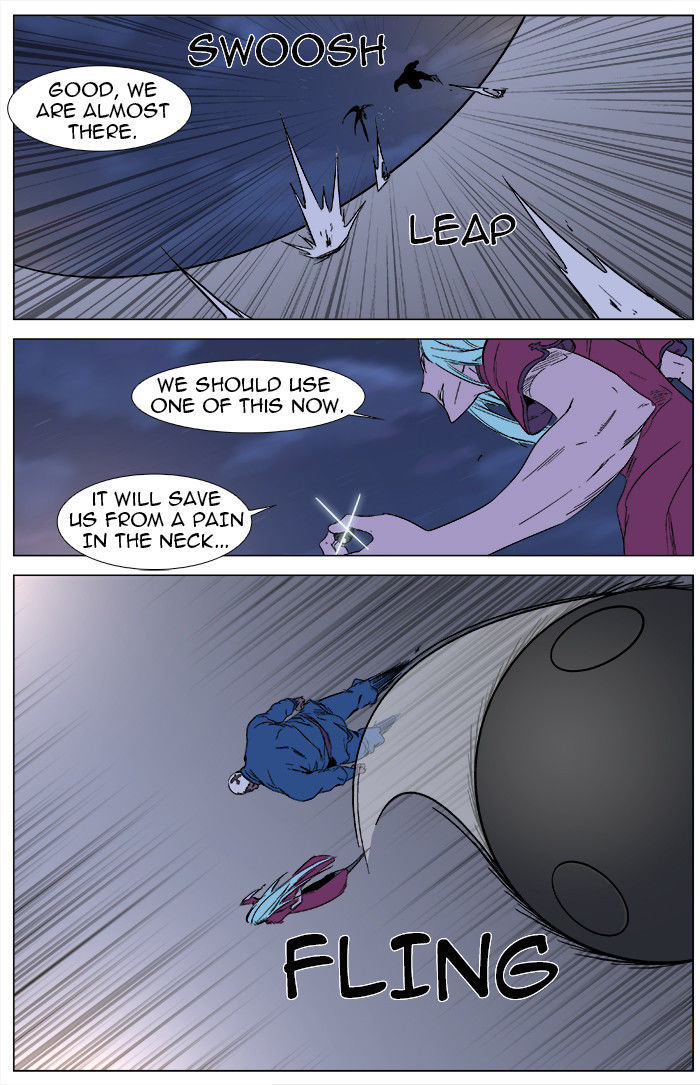 SWOOSH
GOOD, WE
ARE ALMOST
THERE.
LEAP
WE SHOULD USE
ONE OF THIS NOW.
IT WILL SAVE
US FROM A PAIN
IN THE NECK...
FLING